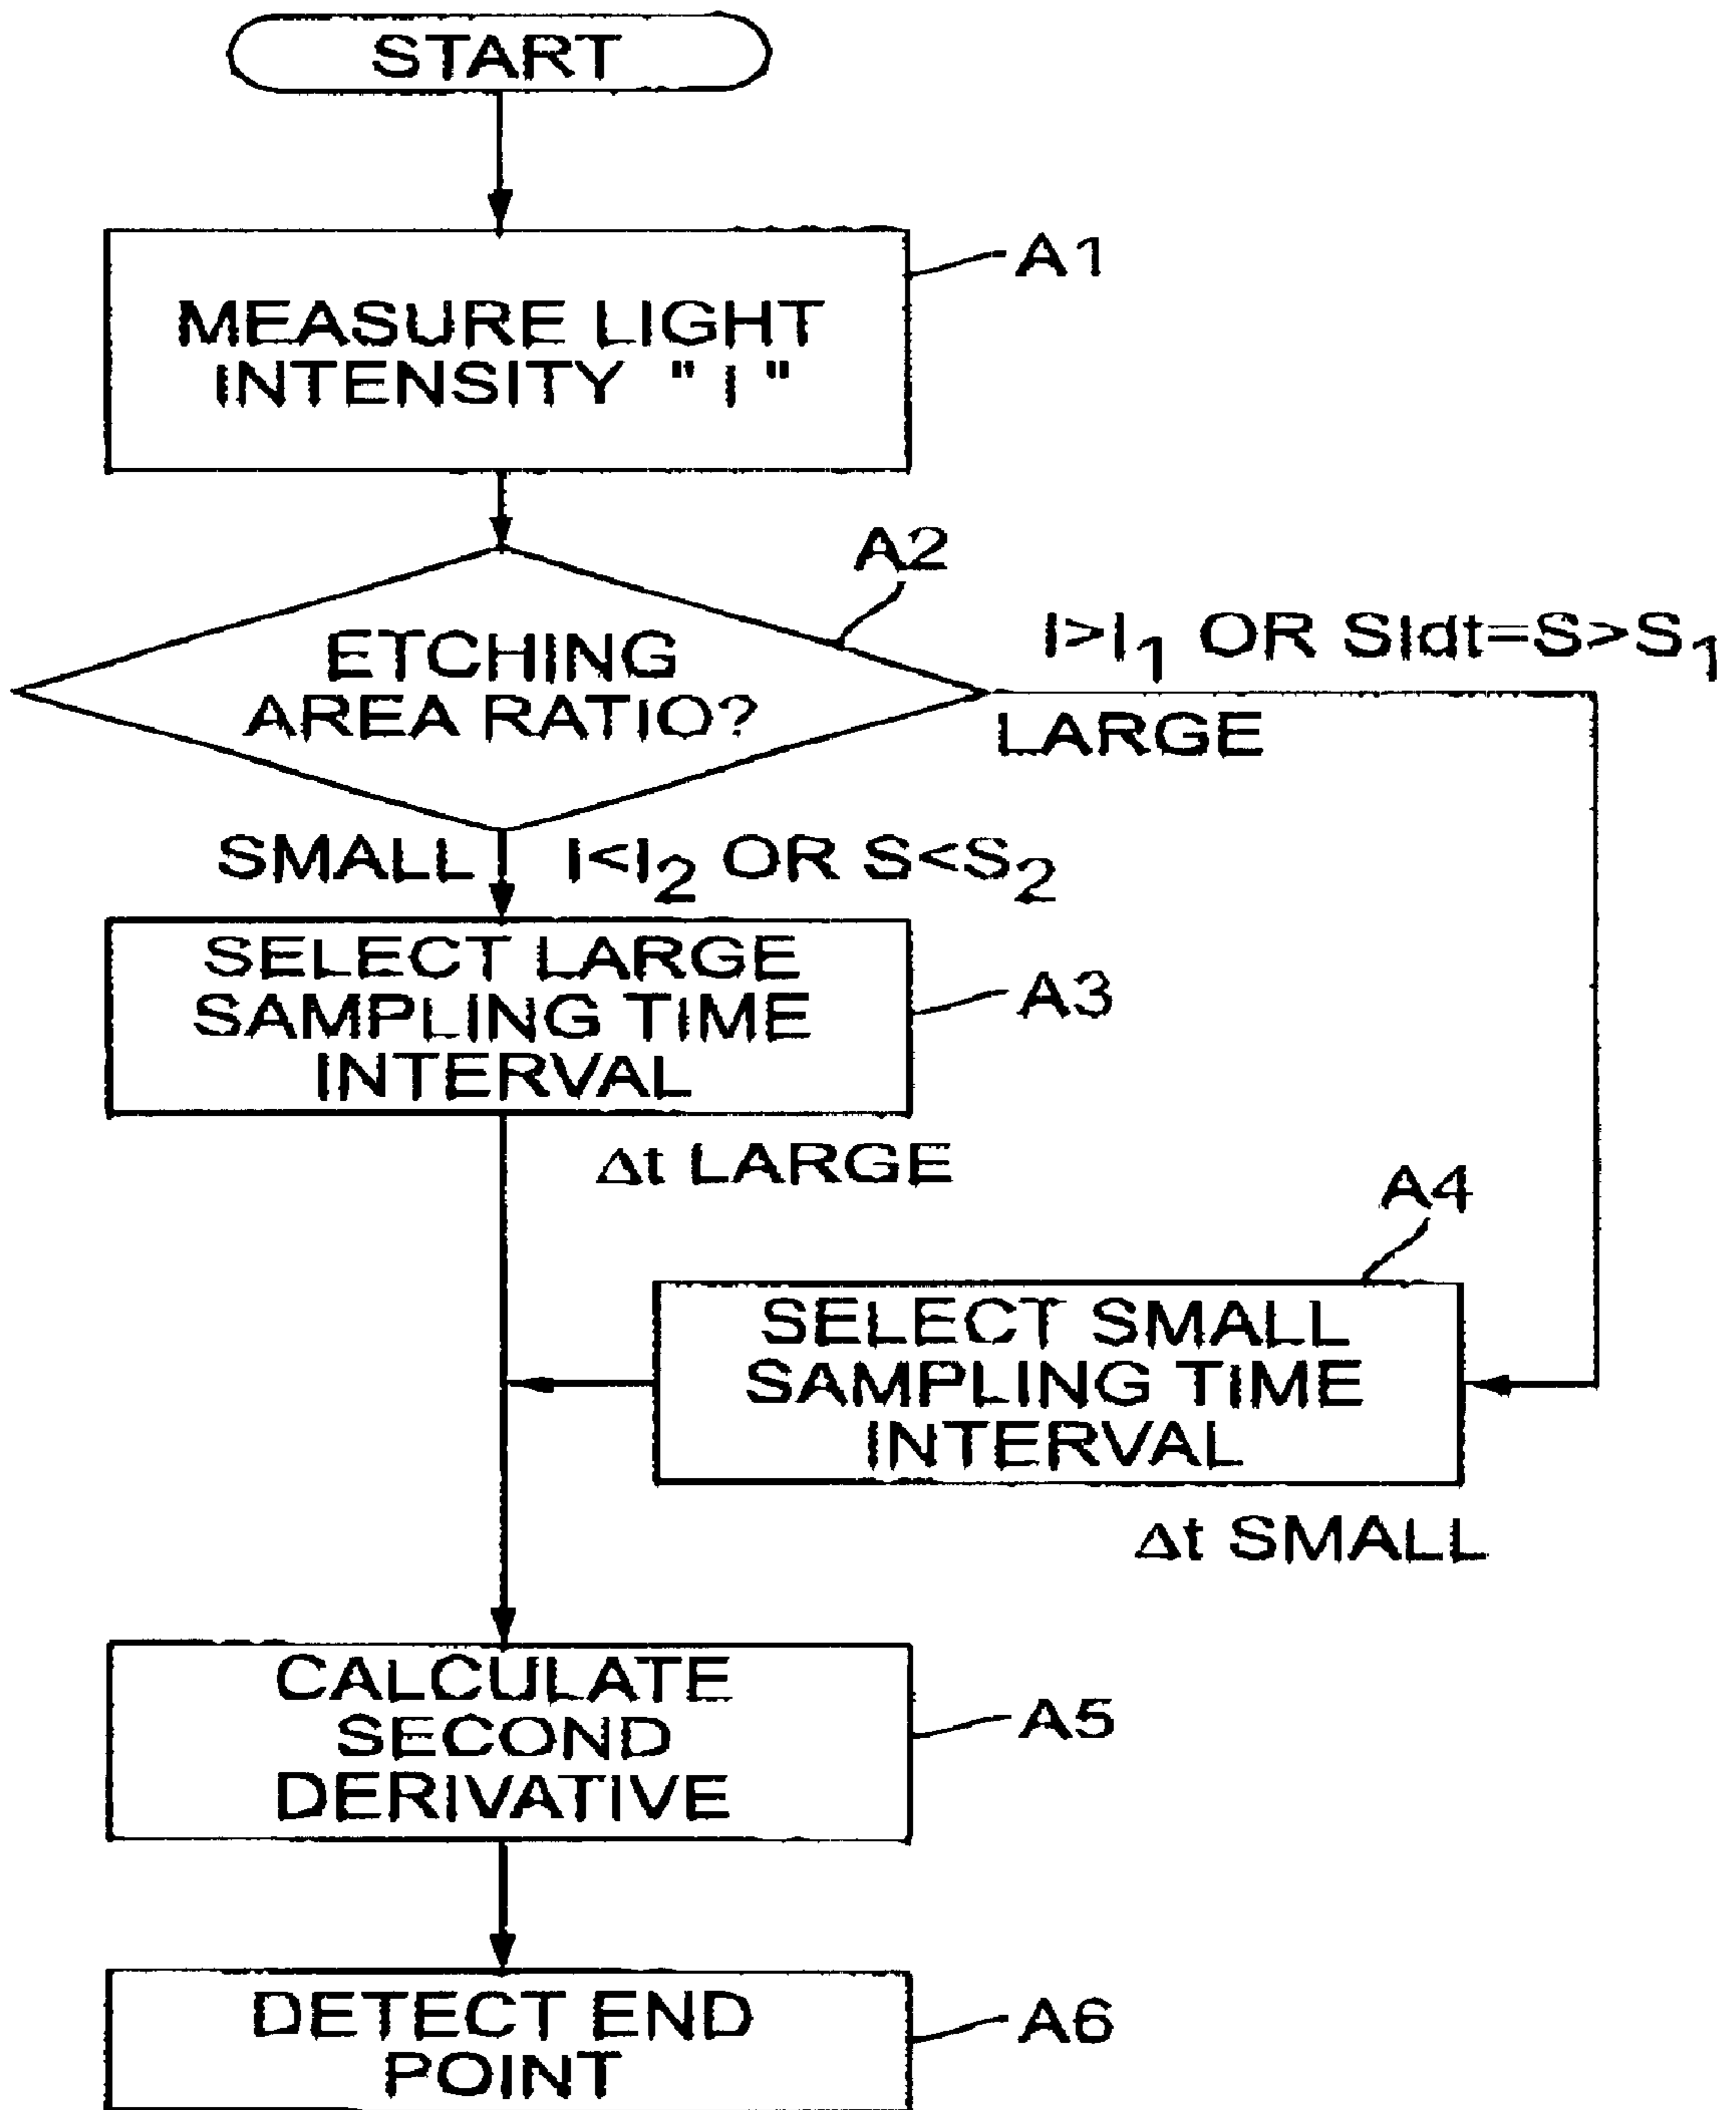 START
A1
MEASURE LIGHT
INTENSITY " I "
A2
ETCHING
AREA RATIO?
I>I1 OR SIdt=S>S1
LARGE
SMALL
I<I2 OR S<S2
SELECT LARGE
SAMPLING TIME
INTERVAL
A3
Δt LARGE
A4
SELECT SMALL
SAMPLING TIME
INTERVAL
Δt SMALL
CALCULATE
SECOND
DERIVATIVE
A5
DETECT END
POINT
A6